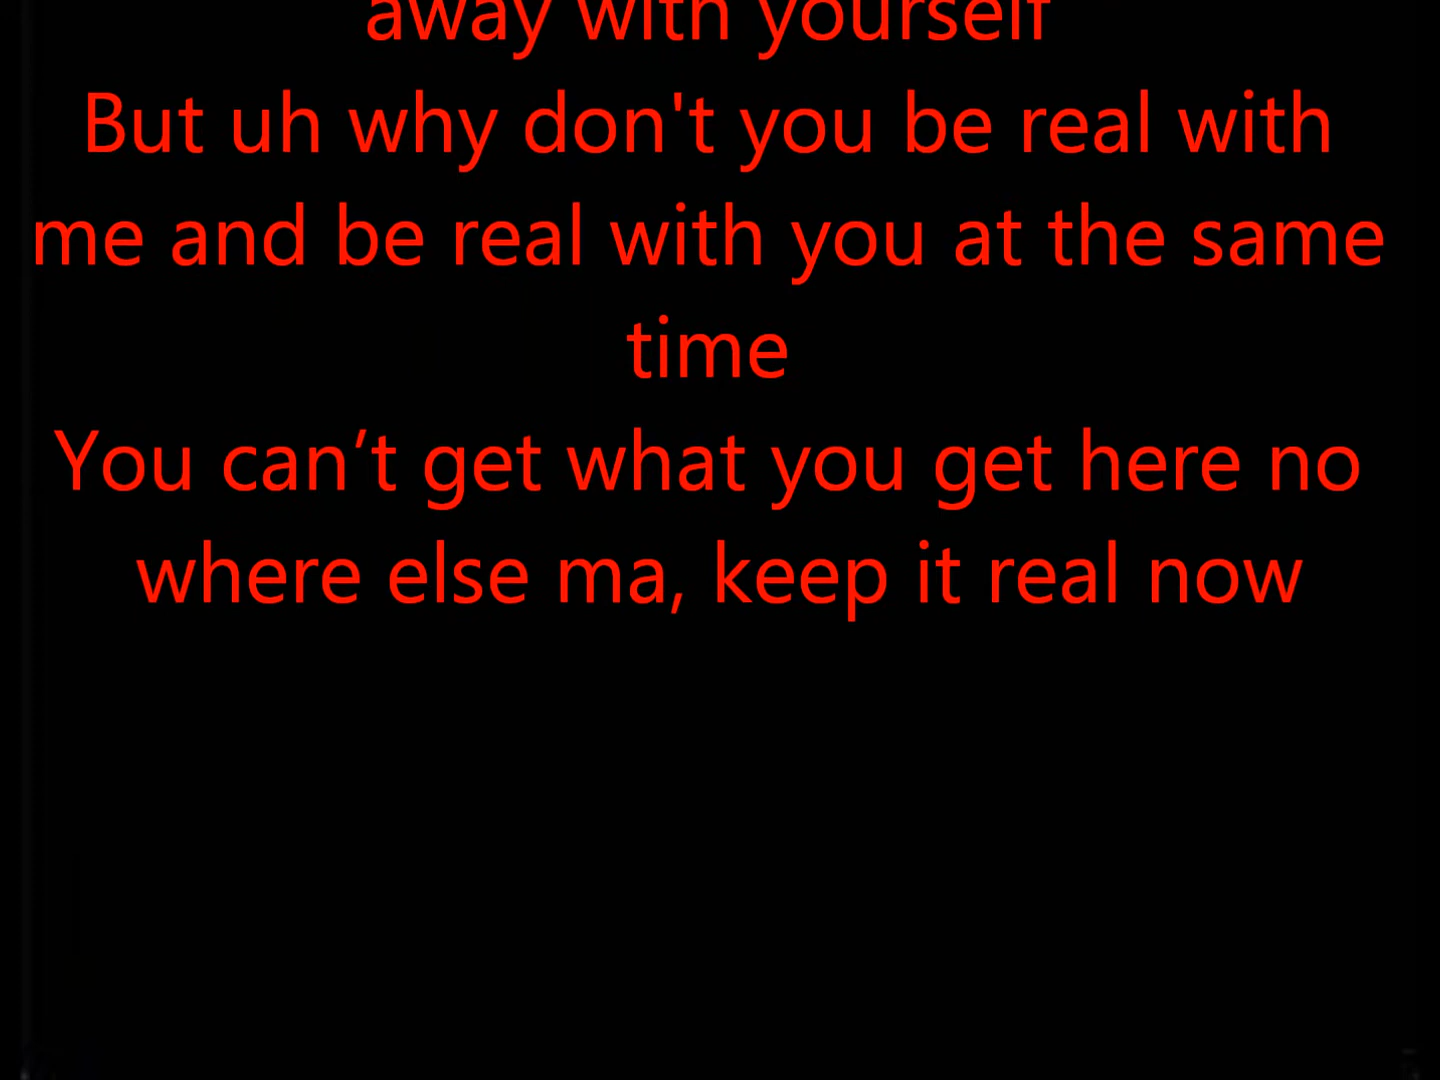 away with yourself
But uh why don't you be real with
me and be real with you at the same
time
You can’t get what you get here no
where else ma, keep it real now